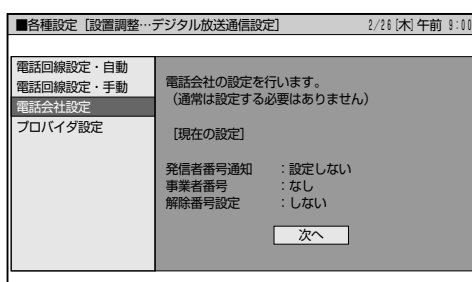 ■各種設定［設置調整…デジタル放送通信設定］ 2/26[木]午前 9:00
電話回線設定・自動
電話回線設定・手動
電話会社設定
プロバイダ設定
電話会社の設定を行います。
（通常は設定する必要はありません）
［現在の設定］
発信者番号通知 ：設定しない
事業者番号 ：なし
解除番号設定 ：しない
次へ